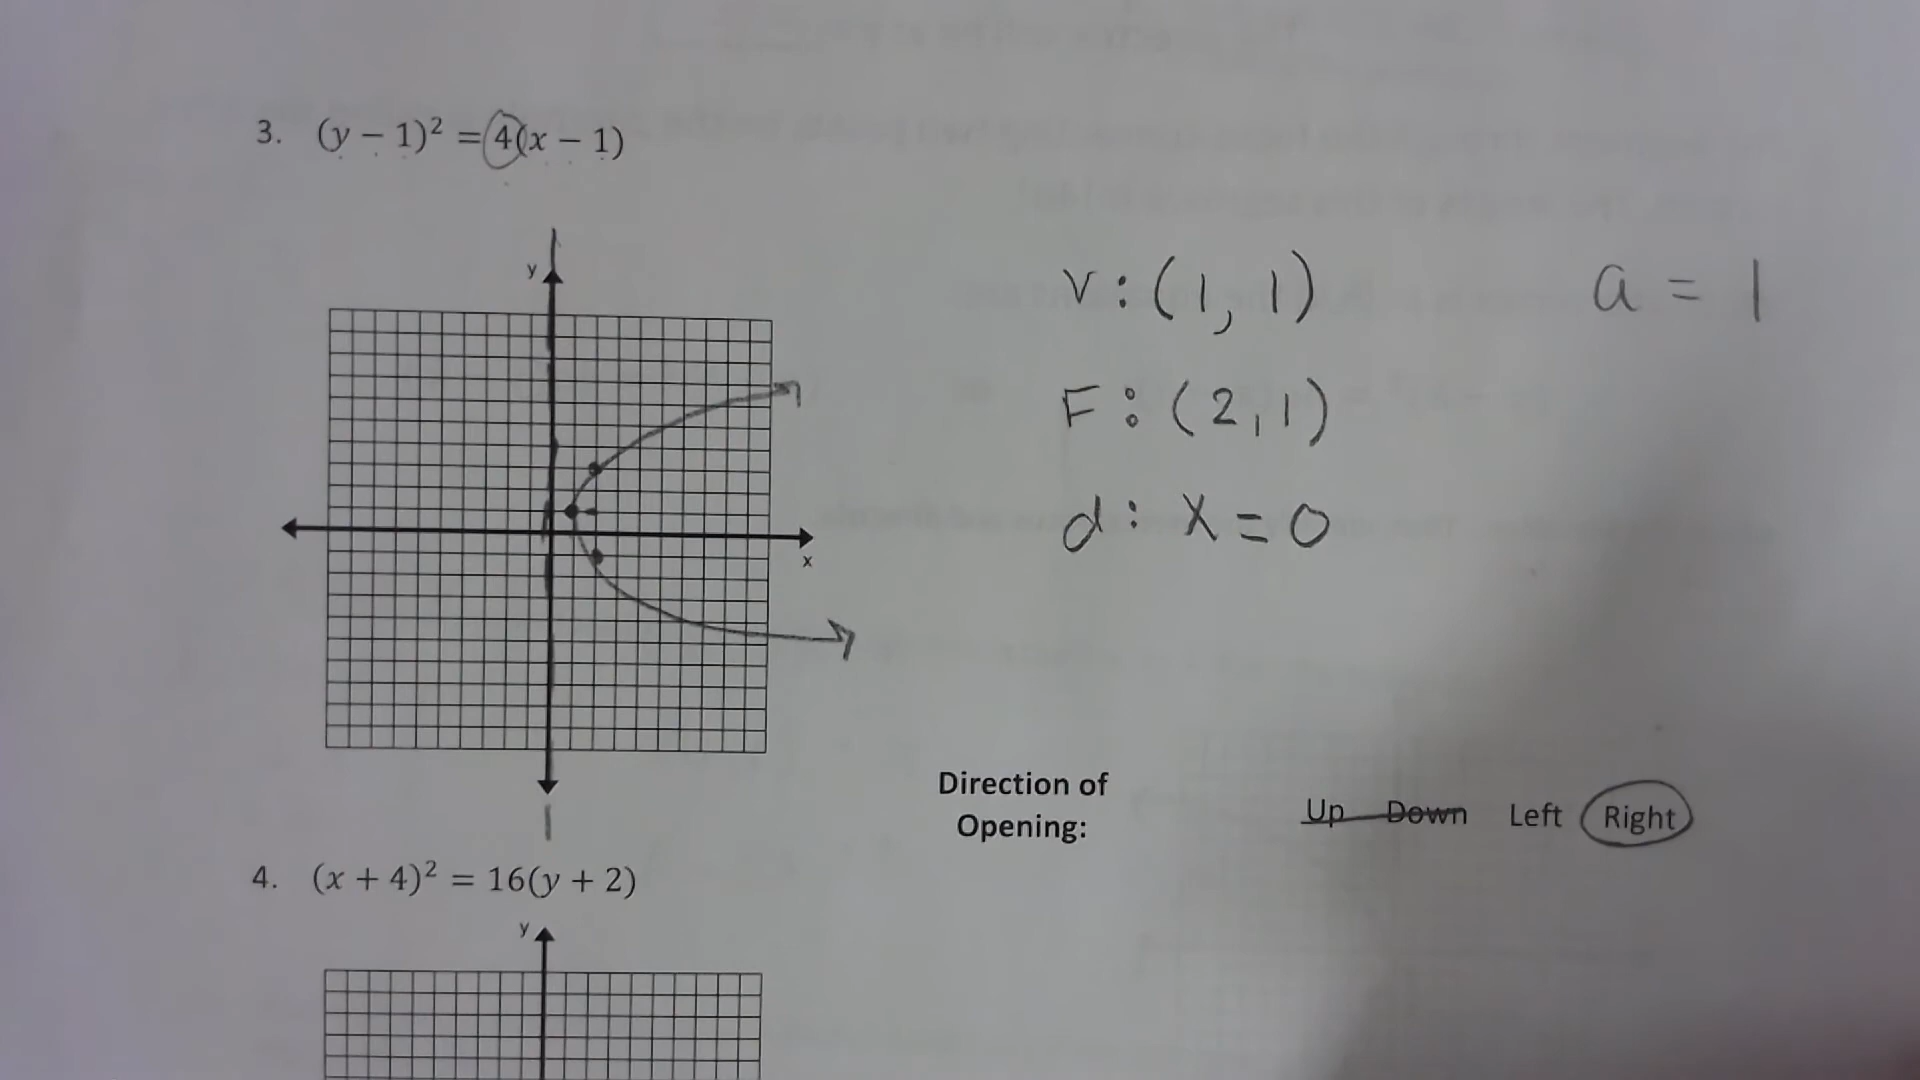 3. (y − 1)² = 4(x − 1)
y
x
V: (1, 1)
a = 1
F: (2, 1)
d: x = 0
Direction of
Opening:
Up Down Left Right
4. (x + 4)² = 16(y + 2)
y